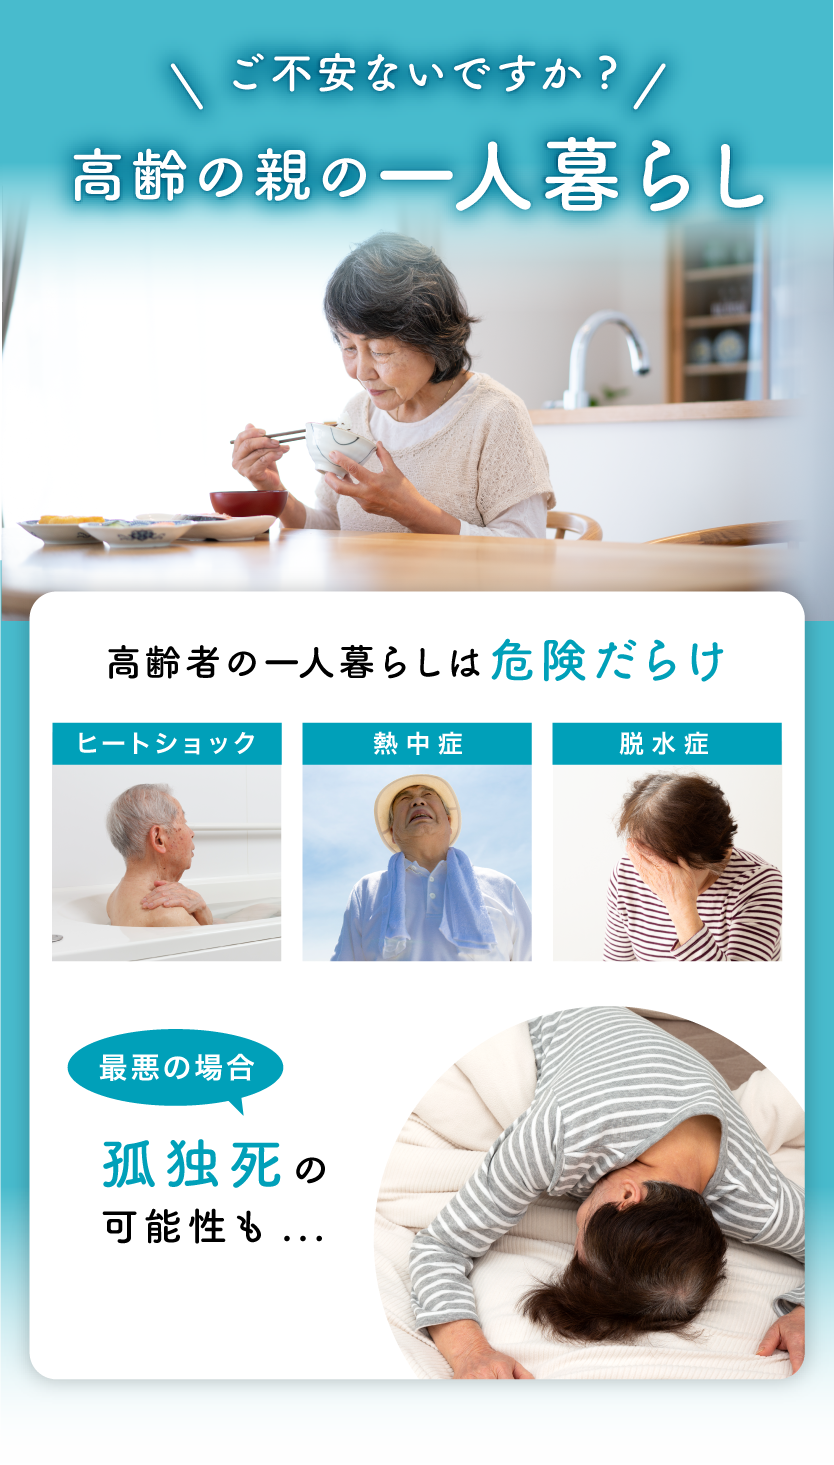 ご不安ないですか？
高齢の親の一人暮らし
高齢者の一人暮らしは危険だらけ
ヒートショック
熱中症
脱水症
最悪の場合
孤独死の
可能性も...